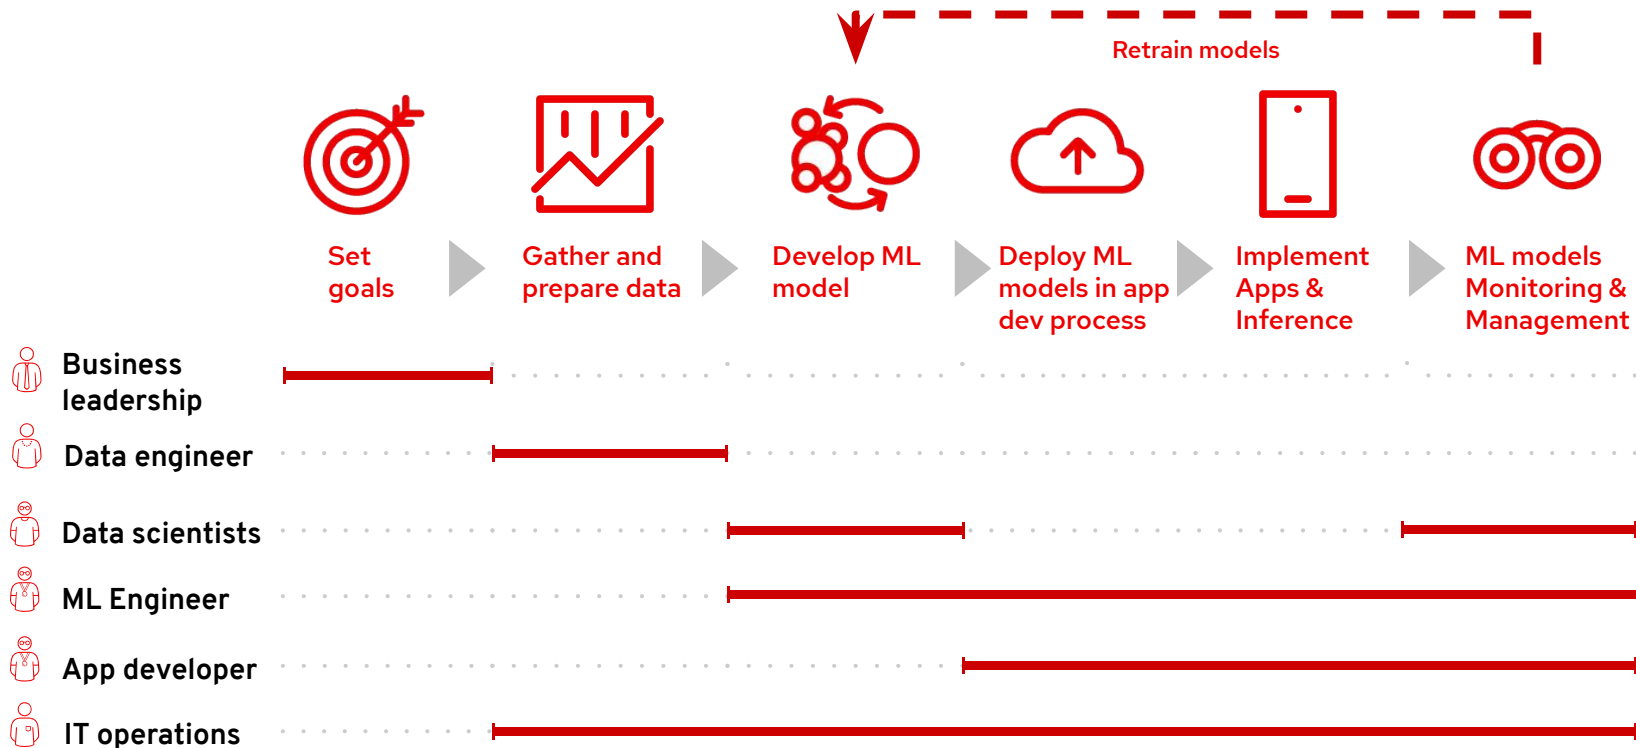 Retrain models
Set
goals
Gather and
prepare data
Develop ML
model
Deploy ML
models in app
dev process
Implement
Apps &
Inference
ML models
Monitoring &
Management
Business
leadership
Data engineer
Data scientists
ML Engineer
App developer
IT operations